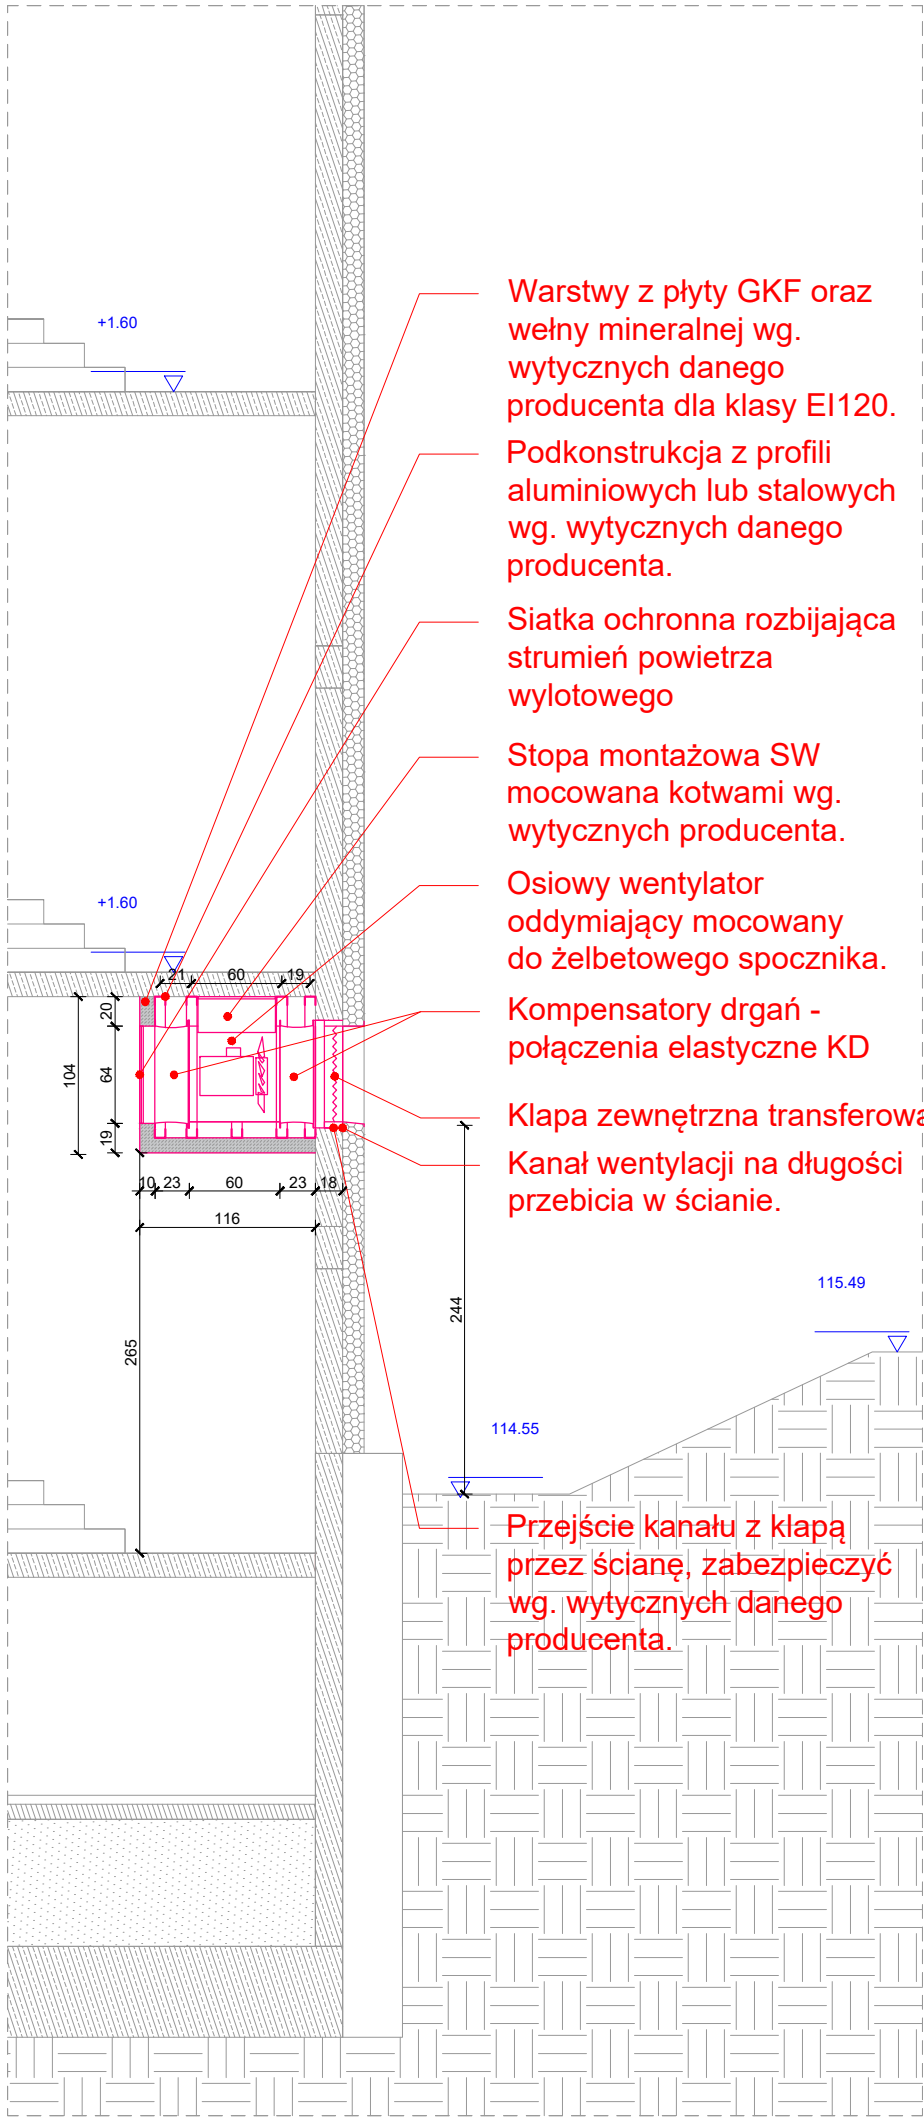 Warstwy z płyty GKF oraz
wełny mineralnej wg.
wytycznych danego
producenta dla klasy EI120.
+1.60
Podkonstrukcja z profili
aluminiowych lub stalowych
wg. wytycznych danego
producenta.
Siatka ochronna rozbijająca
strumień powietrza
wylotowego
Stopa montażowa SW
mocowana kotwami wg.
wytycznych producenta.
Osiowy wentylator
oddymiający mocowany
do żelbetowego spocznika.
+1.60
21 60 19
Kompensatory drgań -
połączenia elastyczne KD
20
104
64
19
Klapa zewnętrzna transferowa
Kanał wentylacji na długości
przebicia w ścianie.
10 23 60 23 18
116
265
244
115.49
114.55
Przejście kanału z klapą
przez ścianę, zabezpieczyć
wg. wytycznych danego
producenta.